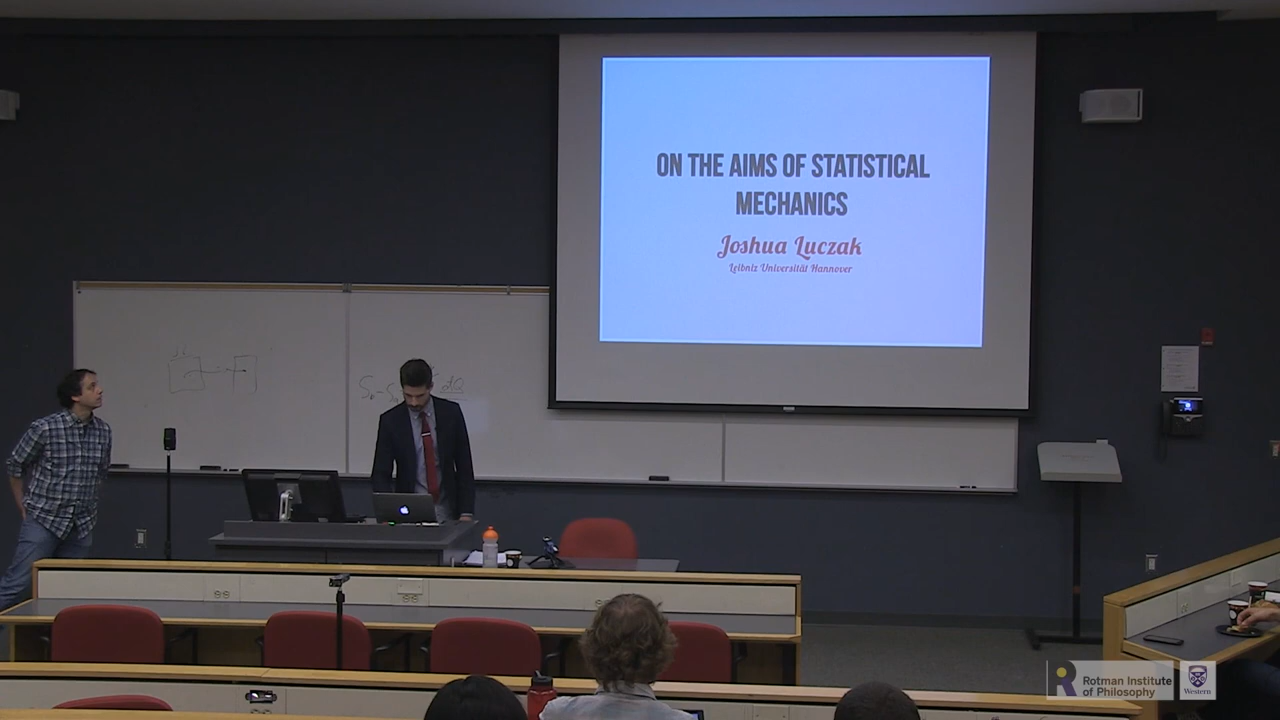 ON THE AIMS OF STATISTICAL
MECHANICS
Joshua Luczak
Leibniz Universität Hannover
Rotman Institute
of Philosophy
Western